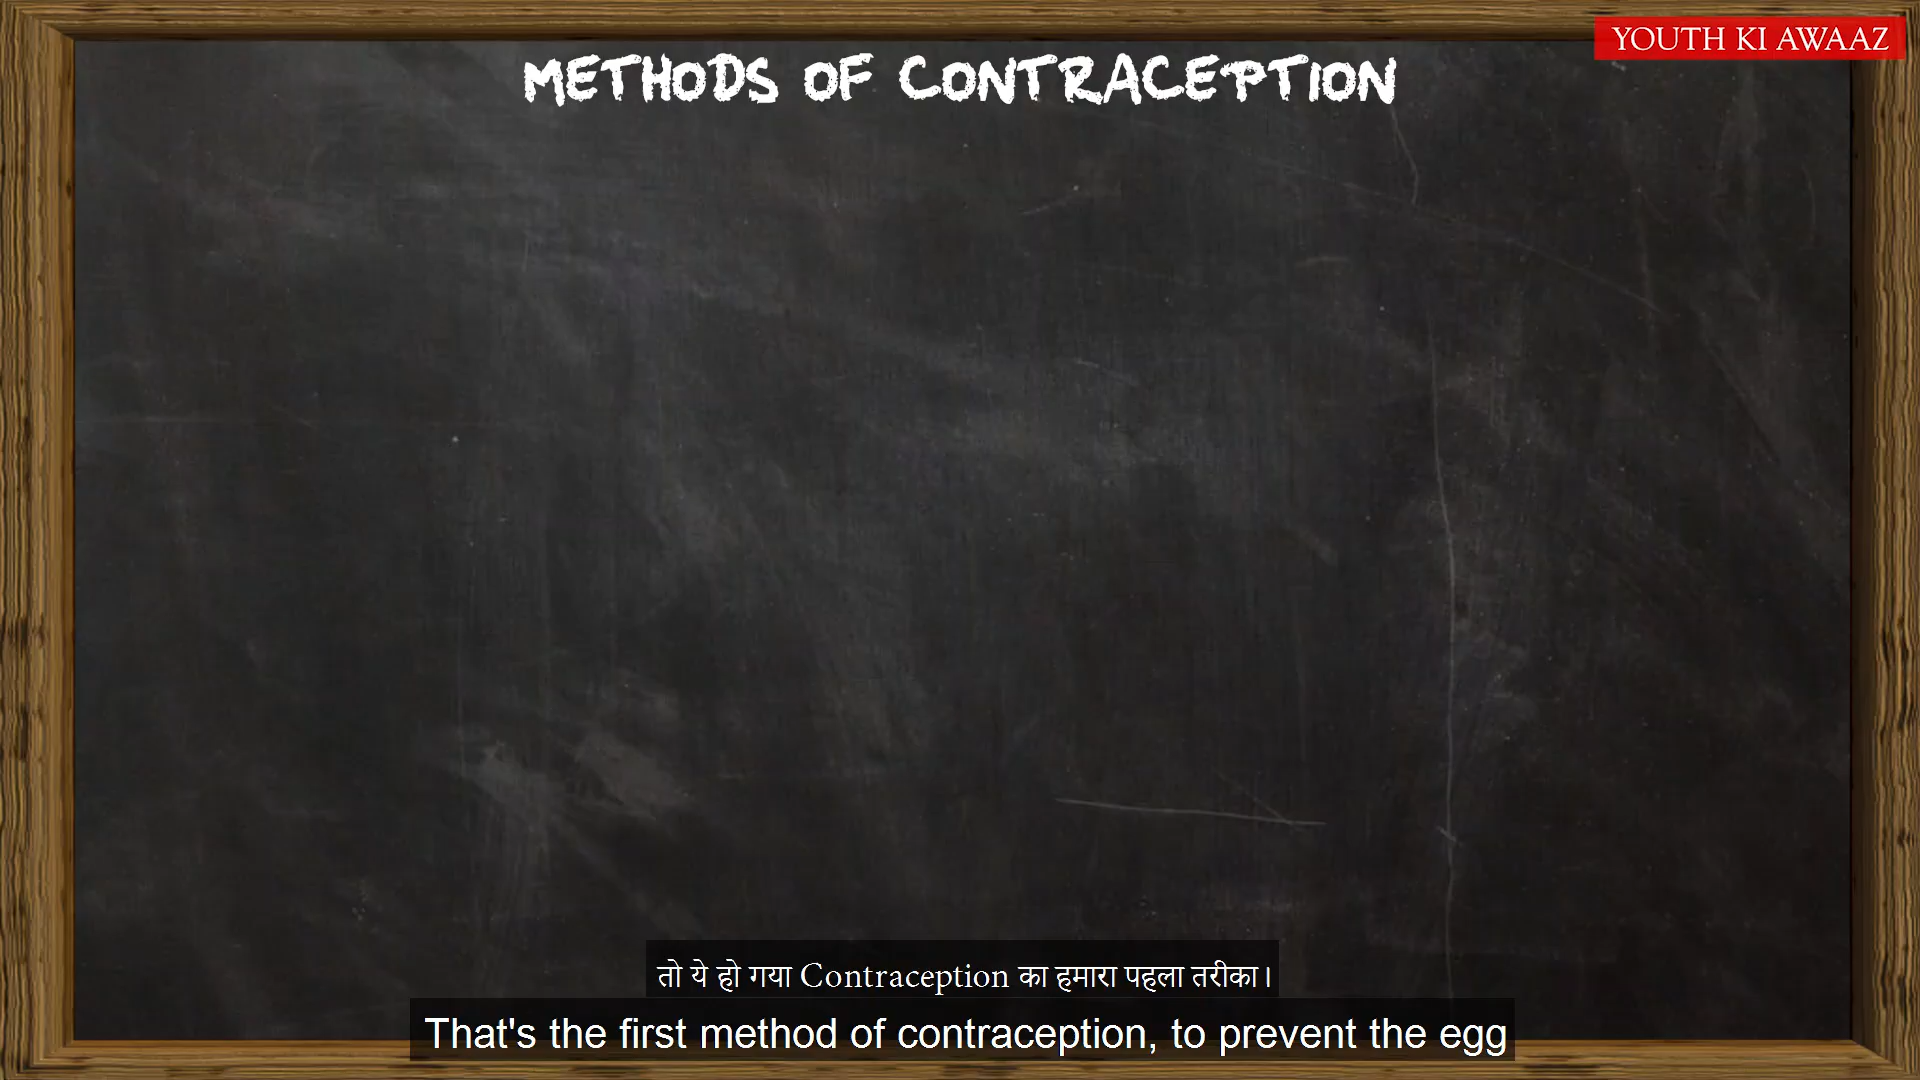 YOUTH KI AWAAZ
METHODS OF CONTRACEPTION
तो ये हो गया Contraception का हमारा पहला तरीका।
That's the first method of contraception, to prevent the egg